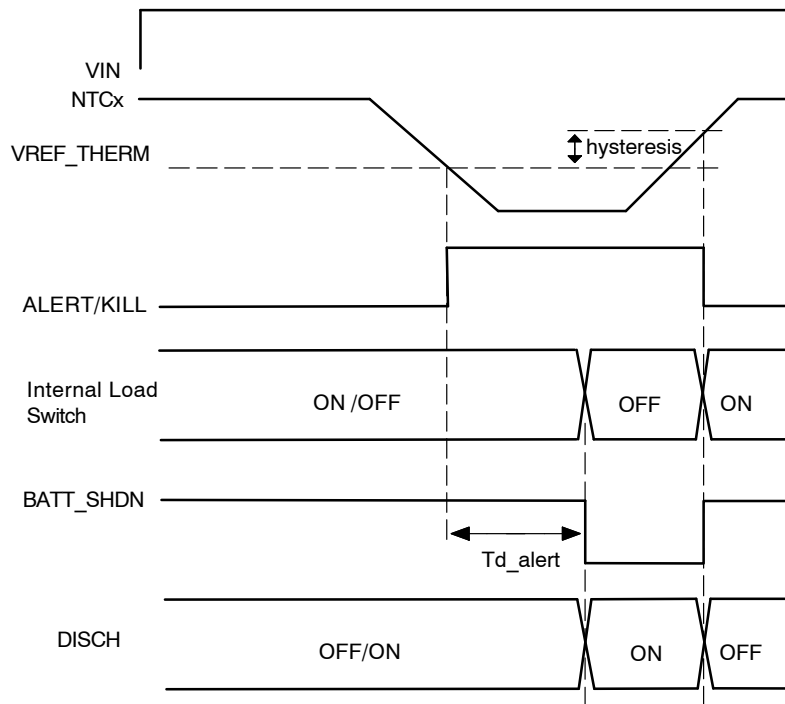 VIN
NTCx
VREF_THERM
hysteresis
ALERT/KILL
Internal Load
Switch
ON /OFF
OFF
ON
BATT_SHDN
Td_alert
DISCH
OFF/ON
ON
OFF